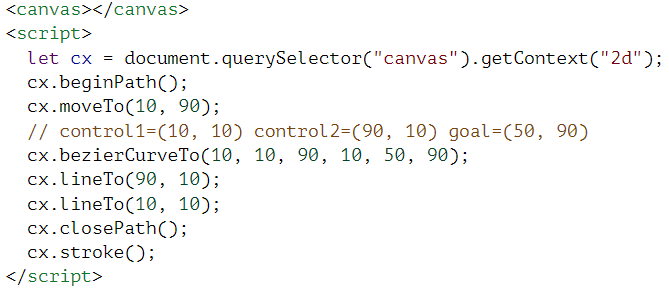 <canvas></canvas>
<script>
  let cx = document.querySelector("canvas").getContext("2d");
  cx.beginPath();
  cx.moveTo(10, 90);
  // control1=(10, 10) control2=(90, 10) goal=(50, 90)
  cx.bezierCurveTo(10, 10, 90, 10, 50, 90);
  cx.lineTo(90, 10);
  cx.lineTo(10, 10);
  cx.closePath();
  cx.stroke();
</script>